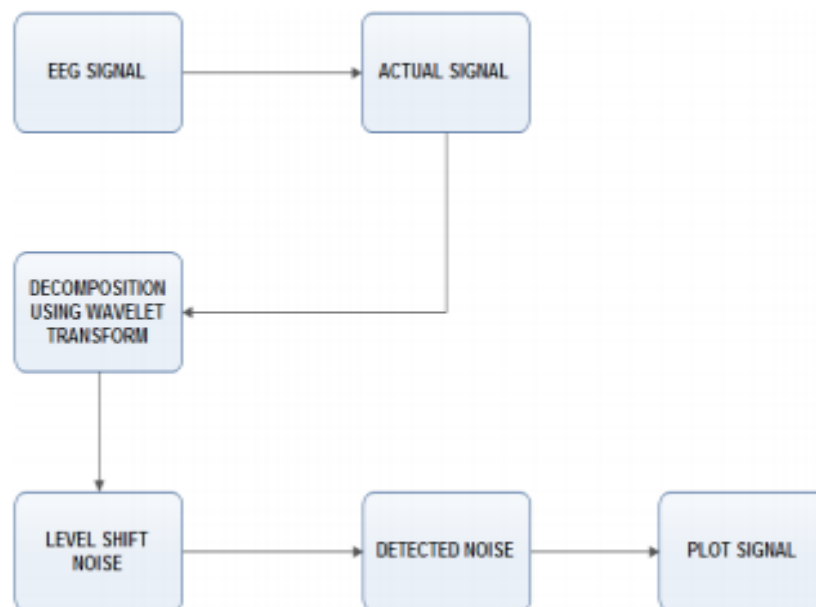 EEG SIGNAL
ACTUAL SIGNAL
DECOMPOSITION
USING WAVELET
TRANSFORM
LEVEL SHIFT
NOISE
DETECTED NOISE
PLOT SIGNAL